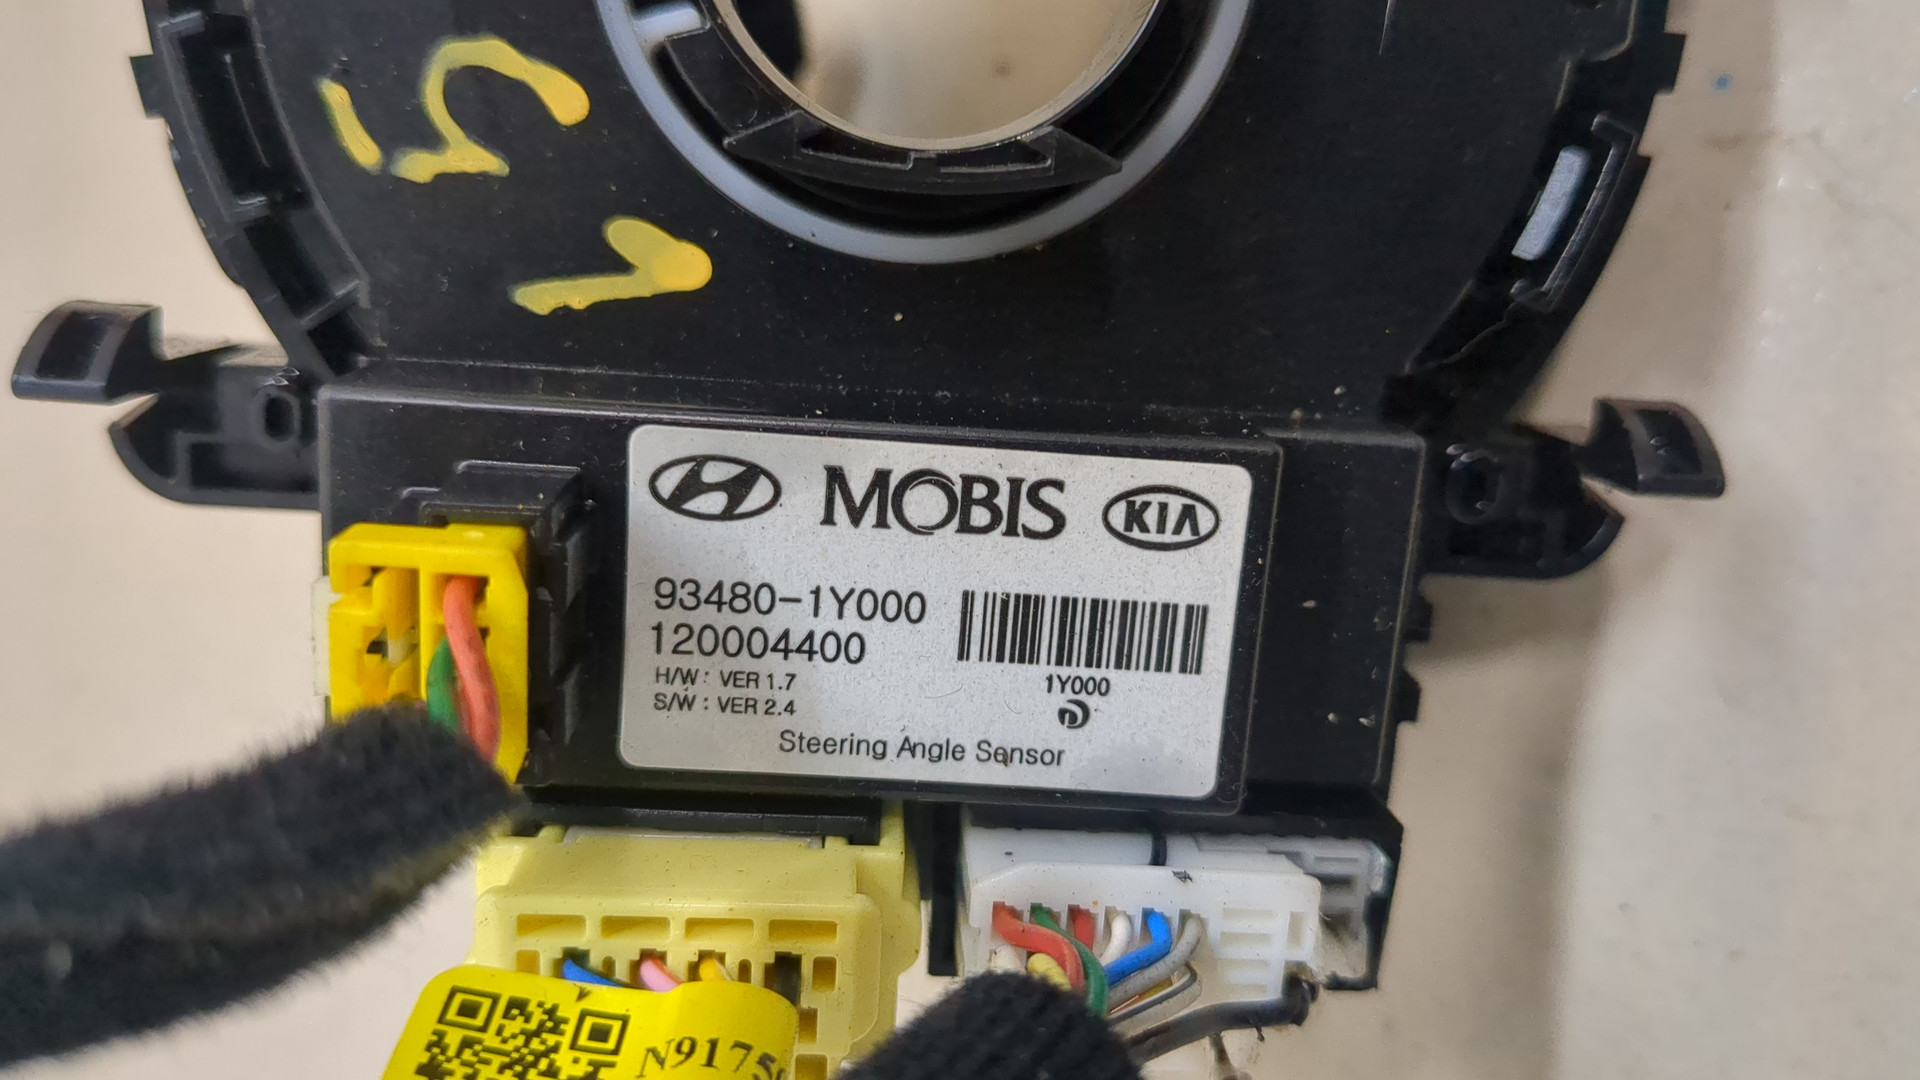 MOBIS KIA
93480-1Y000
120004400
H/W : VER 1.7
S/W : VER 2.4
1Y000
Steering Angle Sensor